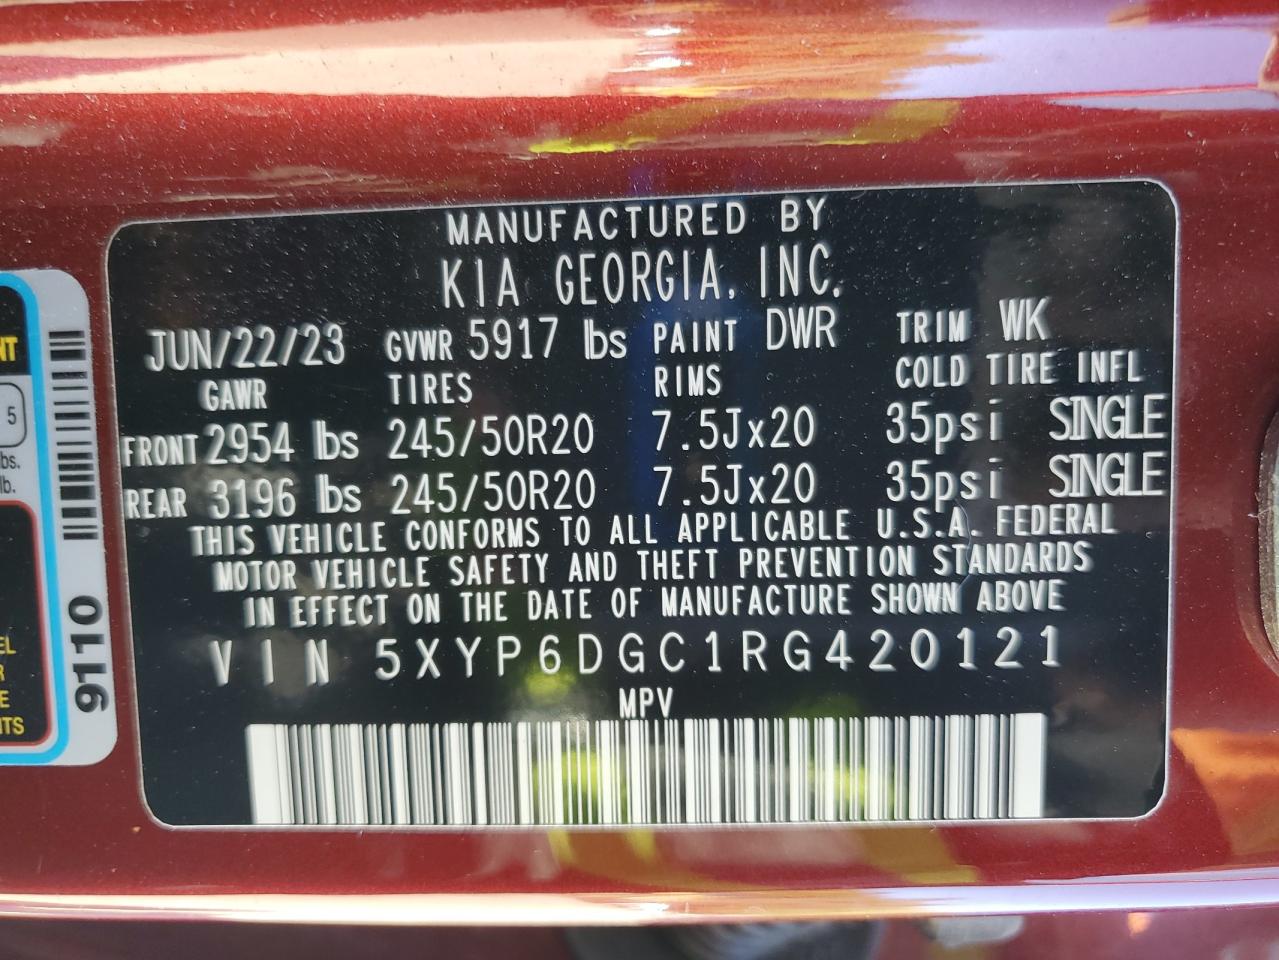 MANUFACTURED BY
KIA GEORGIA, INC.
JUN/22/23 GVWR 5917 lbs PAINT DWR TRIM WK
GAWR TIRES RIMS COLD TIRE INFL
FRONT 2954 lbs 245/50R20 7.5Jx20 35psi SINGLE
REAR 3196 lbs 245/50R20 7.5Jx20 35psi SINGLE
THIS VEHICLE CONFORMS TO ALL APPLICABLE U.S.A. FEDERAL
MOTOR VEHICLE SAFETY AND THEFT PREVENTION STANDARDS
IN EFFECT ON THE DATE OF MANUFACTURE SHOWN ABOVE
VIN 5XYP6DGC1RG420121
MPV
5
lbs.
lb.
9110